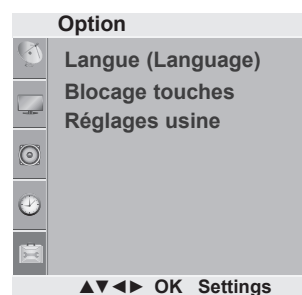 Option
Langue (Language)
Blocage touches
Réglages usine
▲▼◀▶ OK Settings